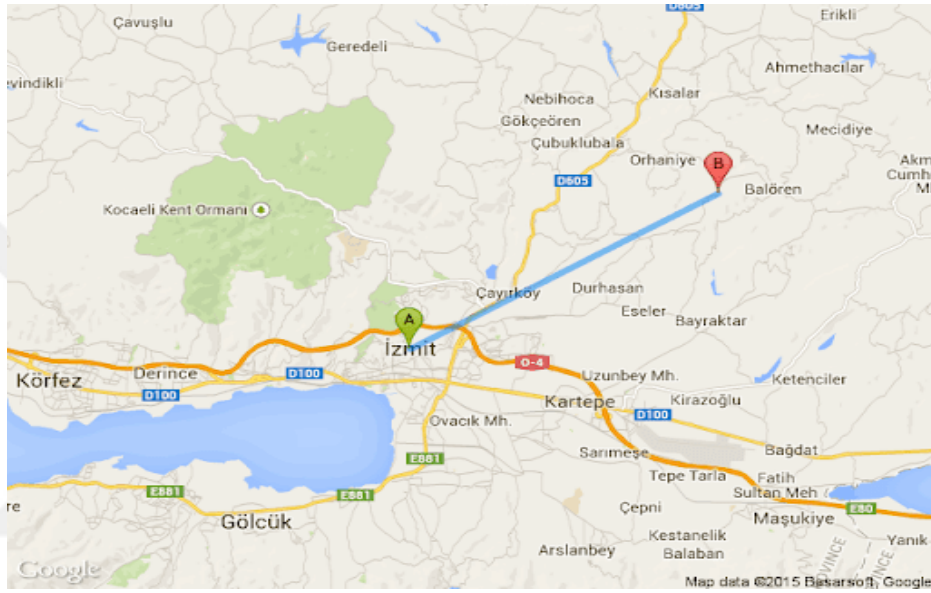 D605
Çavuşlu
Erikli
Geredeli
Ahmethacılar
evindikli
Kısalar
Nebihoca
Gökçeören
Mecidiye
Çubuklubala
Orhaniye
B
Akm
Cumh
M
D605
Balören
Kocaeli Kent Ormanı
Durhasan
Çayırköy
Eseler
Bayraktar
A
İzmit
O-4
Körfez
Derince
D100
D100
Uzunbey Mh.
Ketenciler
Kartepe
D100
Kirazoğlu
Ovacık Mh.
Bağdat
E881
Sarımeşe
Tepe Tarla
Fatih
Sultan Meh
E881
E881
re
Gölcük
Çepni
Maşukiye
E80
Kestanelik
Balaban
Yanık
Arslanbey
OVINCE
VINCE
Google
Map data ©2015 Basarsoft, Google